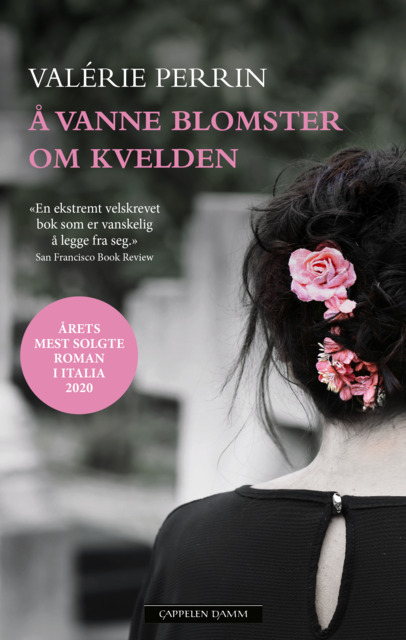 VALÉRIE PERRIN
Å VANNE BLOMSTER
OM KVELDEN
«En ekstremt velskrevet
bok som er vanskelig
å legge fra seg.»
San Francisco Book Review
ÅRETS
MEST SOLGTE
ROMAN
I ITALIA
2020
CAPPELEN DAMM